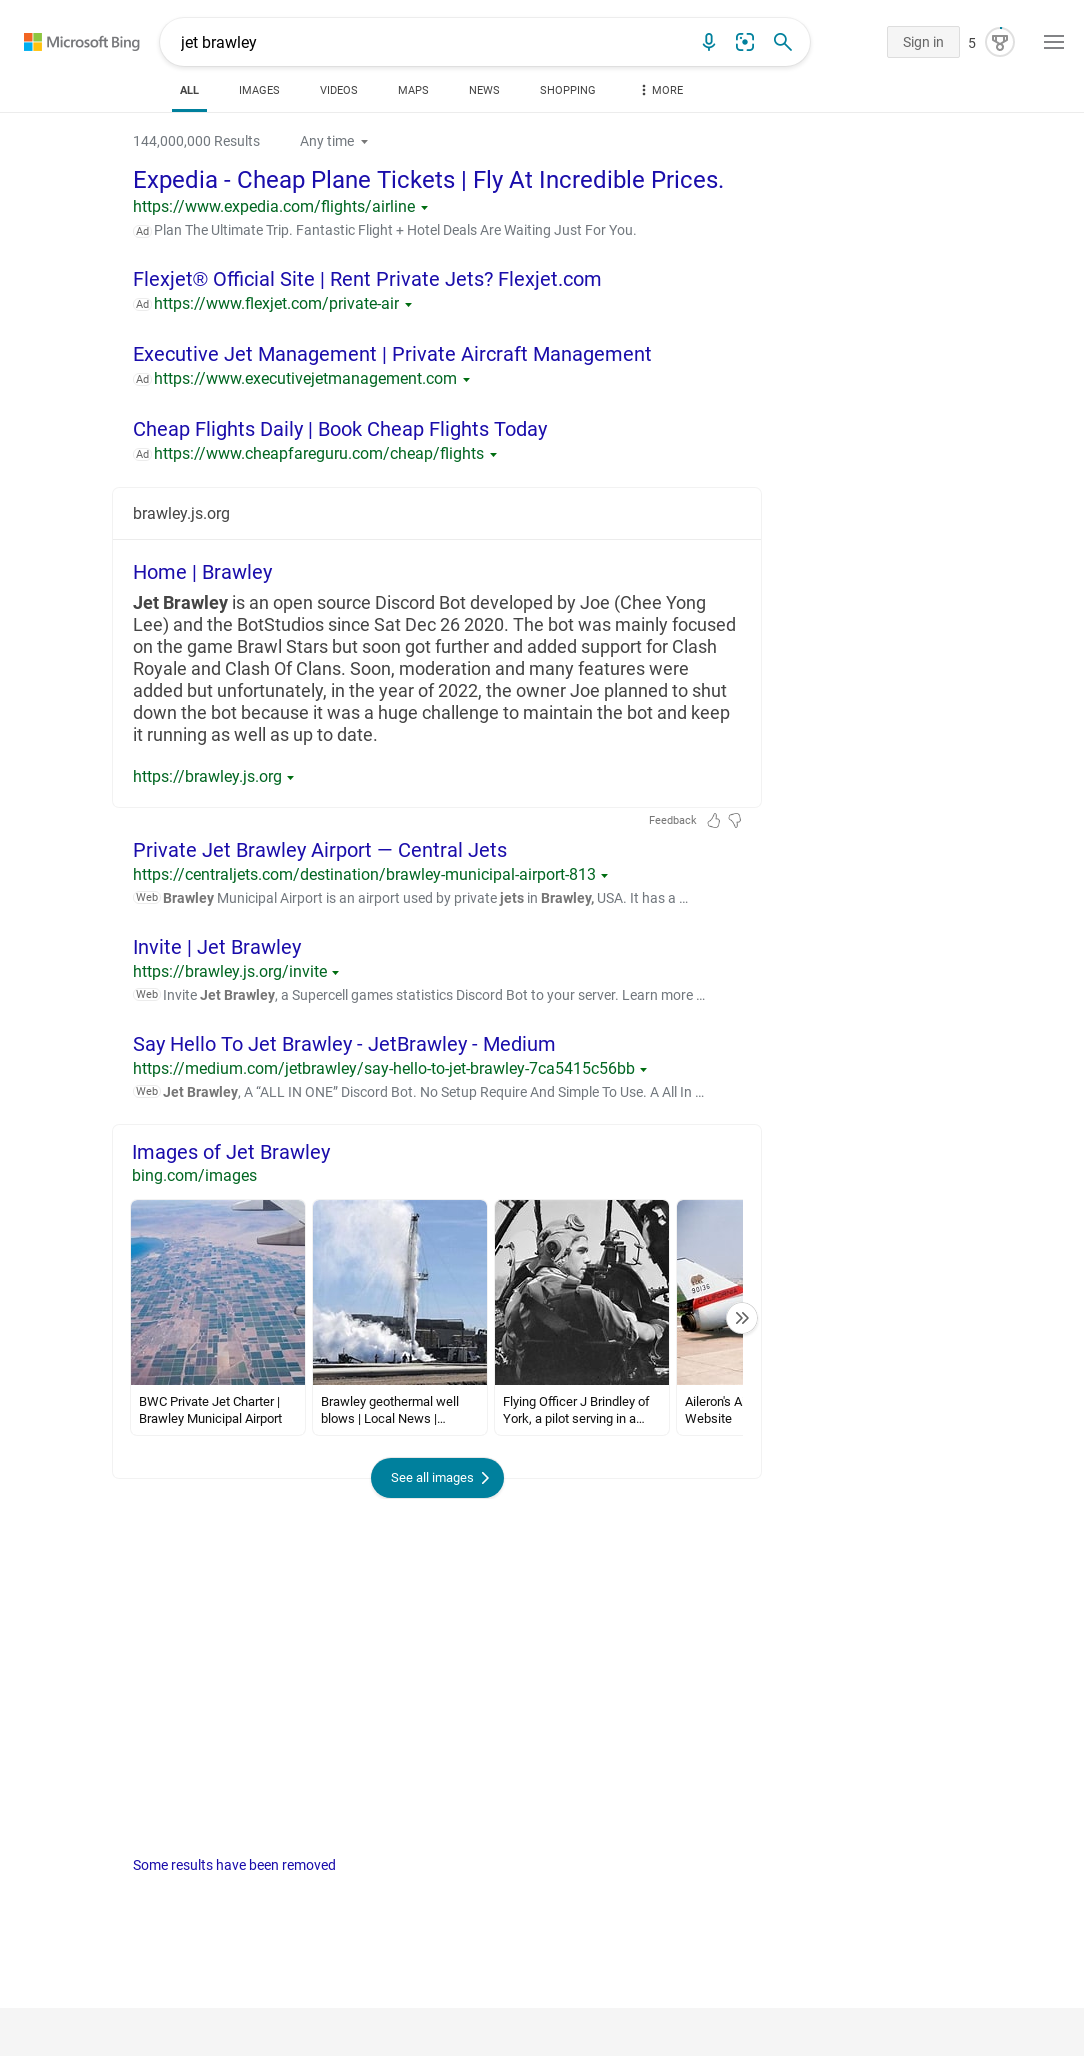 Microsoft Bing
jet brawley
Sign in
5
ALL
IMAGES
VIDEOS
MAPS
NEWS
SHOPPING
MORE
144,000,000 Results
Any time
Expedia - Cheap Plane Tickets | Fly At Incredible Prices.
https://www.expedia.com/flights/airline
Ad Plan The Ultimate Trip. Fantastic Flight + Hotel Deals Are Waiting Just For You.
Flexjet® Official Site | Rent Private Jets? Flexjet.com
Ad https://www.flexjet.com/private-air
Executive Jet Management | Private Aircraft Management
Ad https://www.executivejetmanagement.com
Cheap Flights Daily | Book Cheap Flights Today
Ad https://www.cheapfareguru.com/cheap/flights
brawley.js.org
Home | Brawley
Jet Brawley is an open source Discord Bot developed by Joe (Chee Yong
Lee) and the BotStudios since Sat Dec 26 2020. The bot was mainly focused
on the game Brawl Stars but soon got further and added support for Clash
Royale and Clash Of Clans. Soon, moderation and many features were
added but unfortunately, in the year of 2022, the owner Joe planned to shut
down the bot because it was a huge challenge to maintain the bot and keep
it running as well as up to date.
https://brawley.js.org
Feedback
Private Jet Brawley Airport — Central Jets
https://centraljets.com/destination/brawley-municipal-airport-813
Web Brawley Municipal Airport is an airport used by private jets in Brawley, USA. It has a …
Invite | Jet Brawley
https://brawley.js.org/invite
Web Invite Jet Brawley, a Supercell games statistics Discord Bot to your server. Learn more …
Say Hello To Jet Brawley - JetBrawley - Medium
https://medium.com/jetbrawley/say-hello-to-jet-brawley-7ca5415c56bb
Web Jet Brawley, A “ALL IN ONE” Discord Bot. No Setup Require And Simple To Use. A All In …
Images of Jet Brawley
bing.com/images
90136
CALIFORNIA
BWC Private Jet Charter |
Brawley Municipal Airport
Brawley geothermal well
blows | Local News |…
Flying Officer J Brindley of
York, a pilot serving in a…
Aileron's A
Website
See all images
Some results have been removed